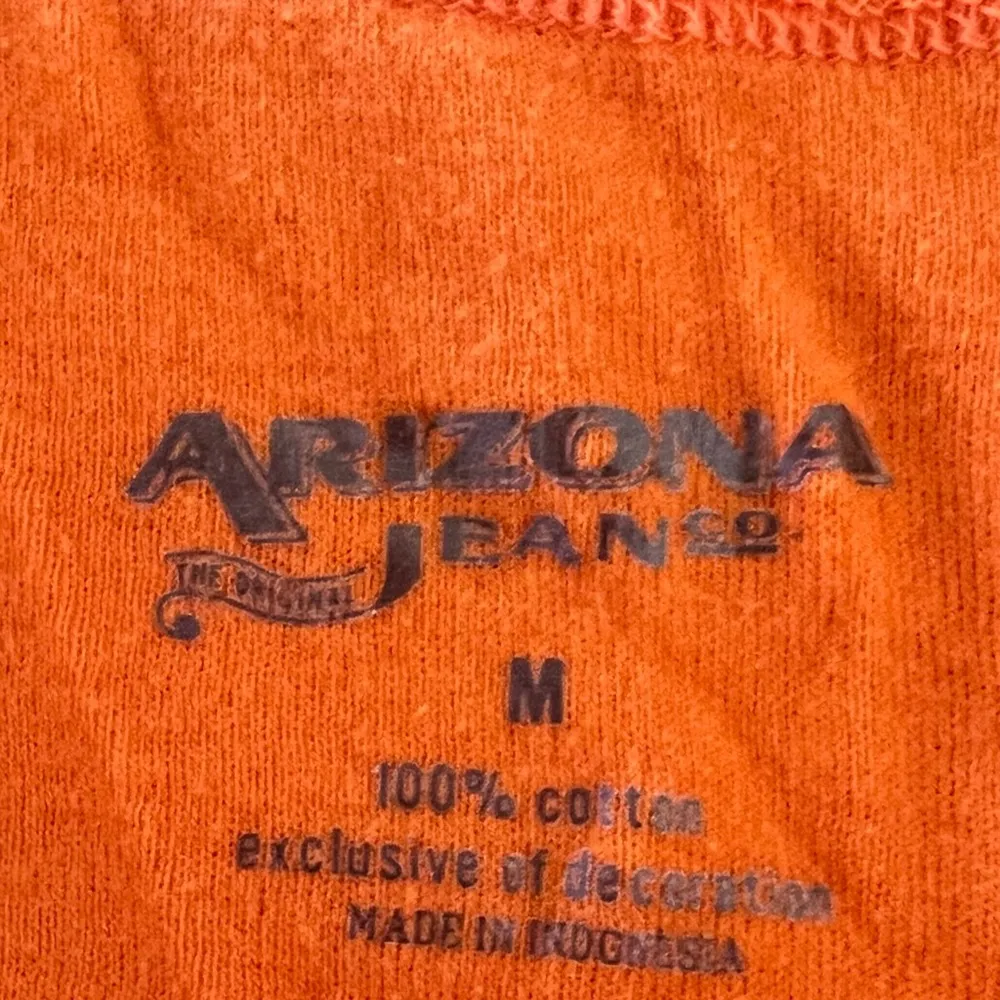 ARIZONA
JEAN CO
THE ORIGINAL
M
100% cotton
exclusive of decoration
MADE IN INDONESIA